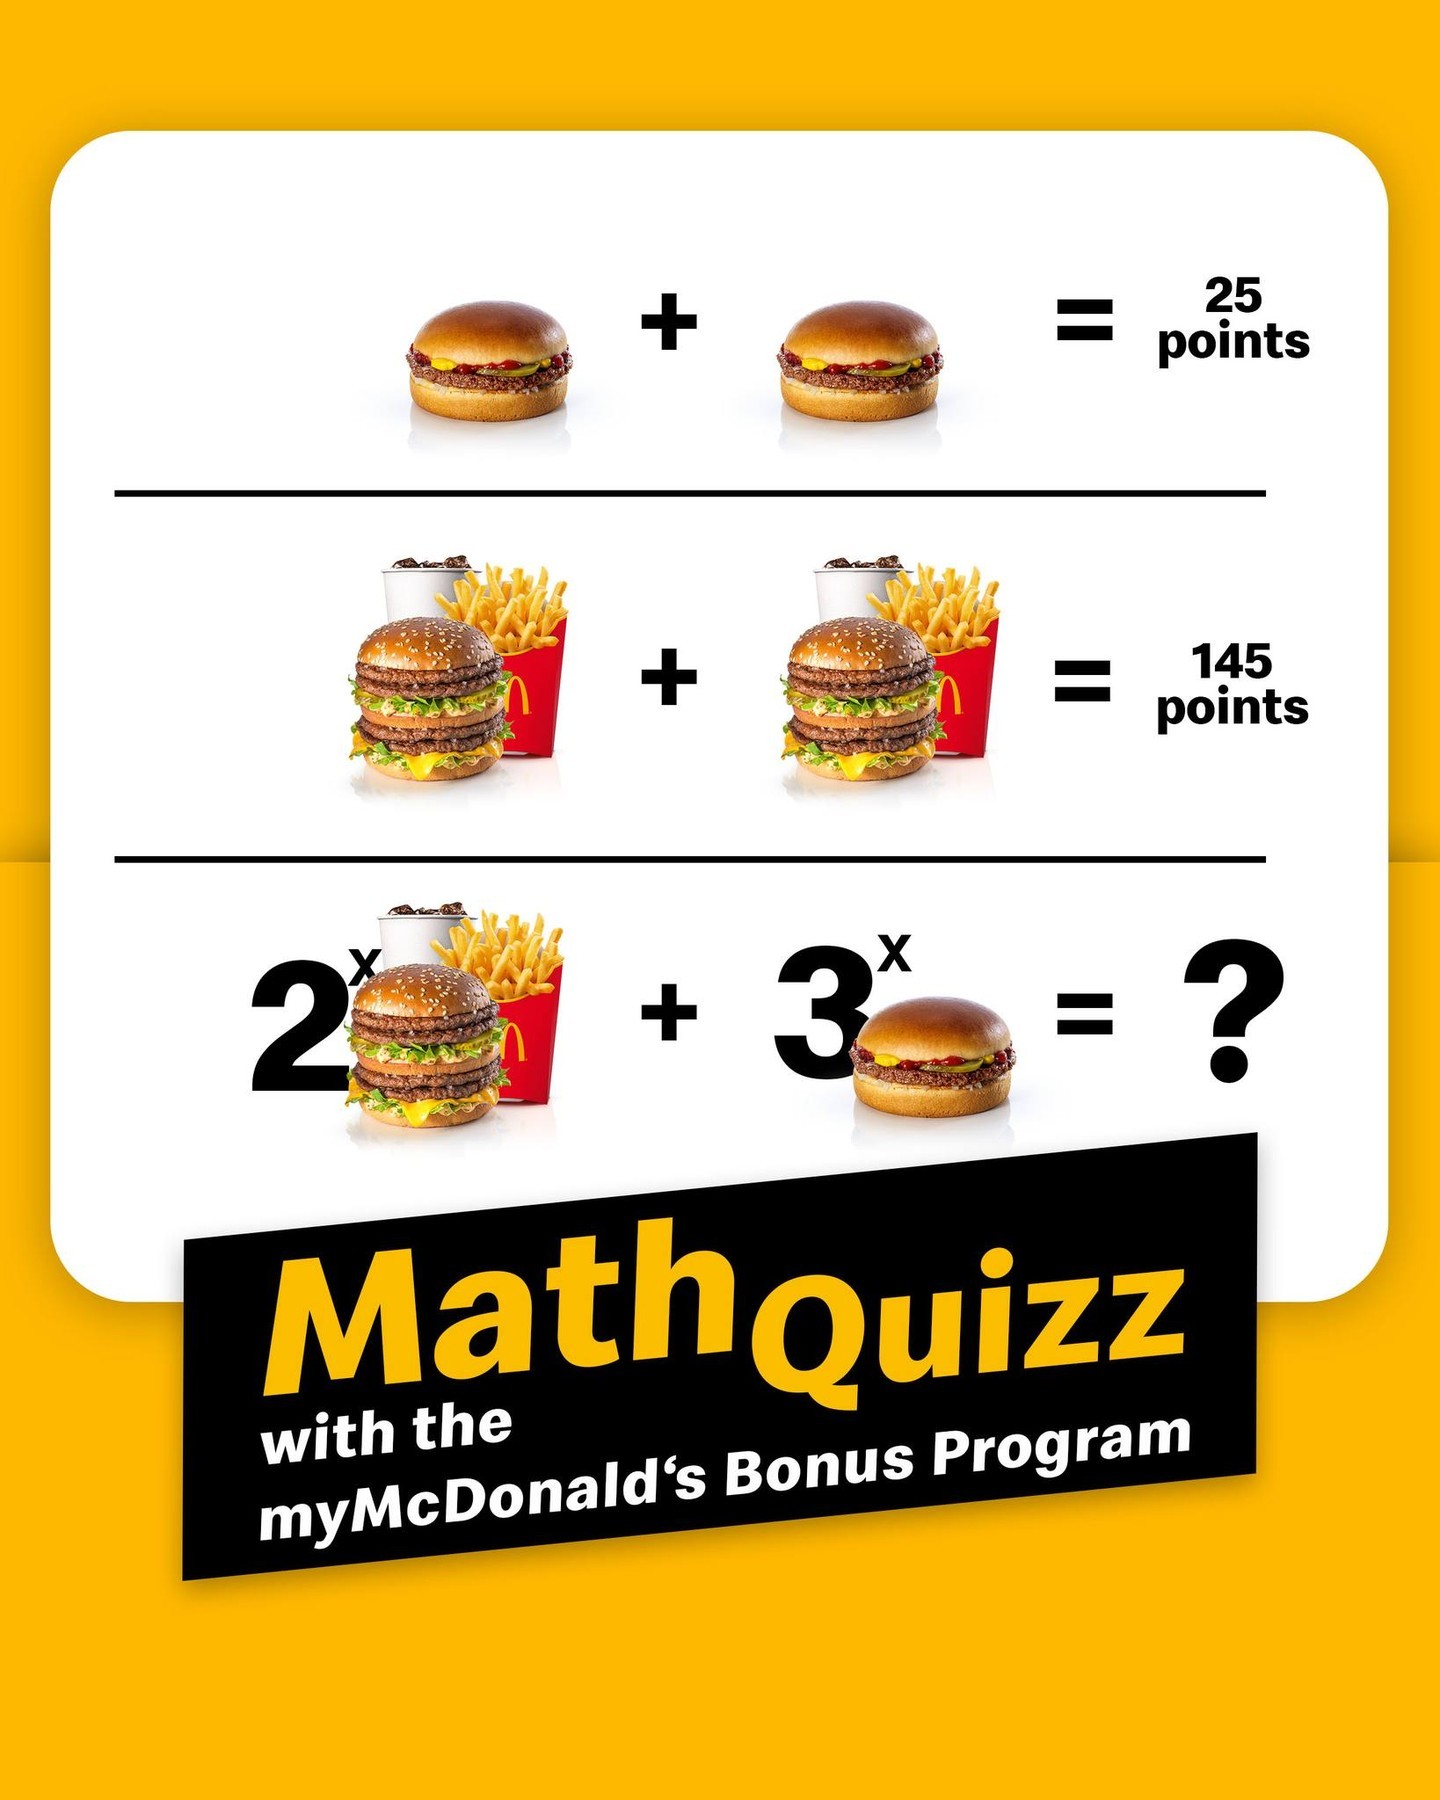 + = 25
points
+ = 145
points
2x + 3x = ?
MathQuizz
with the
myMcDonald‘s Bonus Program